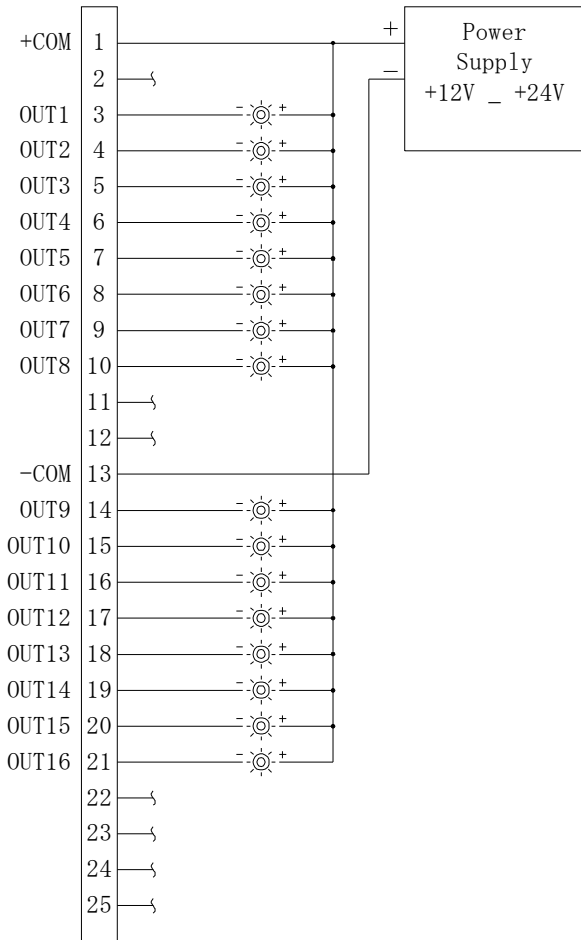 +COM 1 + Power
2 − Supply
+12V _ +24V
OUT1 3 - +
OUT2 4 - +
OUT3 5 - +
OUT4 6 - +
OUT5 7 - +
OUT6 8 - +
OUT7 9 - +
OUT8 10 - +
11
12
-COM 13
OUT9 14 - +
OUT10 15 - +
OUT11 16 - +
OUT12 17 - +
OUT13 18 - +
OUT14 19 - +
OUT15 20 - +
OUT16 21 - +
22
23
24
25